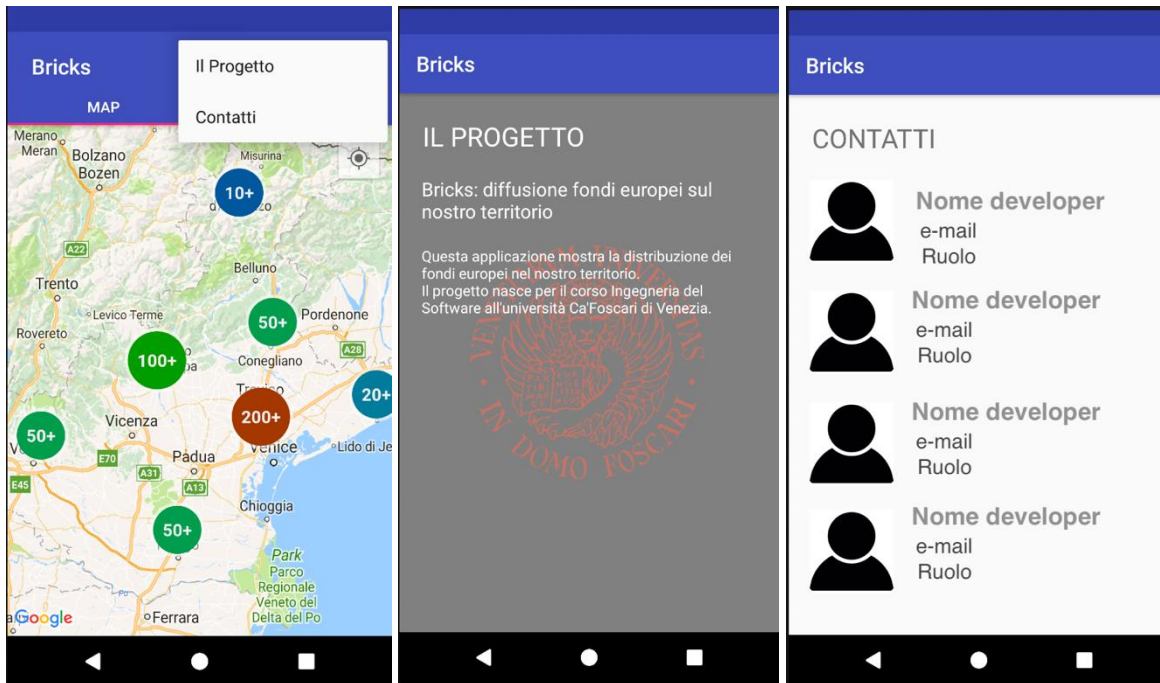 Bricks
MAP
Il Progetto
Contatti
Merano
Meran
Bolzano
Bozen
Misurina
10+
A22
Belluno
Trento
Levico Terme
50+
Pordenone
Rovereto
100+
Conegliano
A28
20+
Vicenza
200+
50+
E70
Padua
Venice
Lido di Je
A31
A13
E45
Chioggia
50+
Park
Parco
Regionale
Veneto del
Delta del Po
Google
Ferrara
Bricks
IL PROGETTO
Bricks: diffusione fondi europei sul
nostro territorio
Questa applicazione mostra la distribuzione dei
fondi europei nel nostro territorio.
Il progetto nasce per il corso Ingegneria del
Software all'università Ca'Foscari di Venezia.
IN DOMO FOSCARI
Bricks
CONTATTI
Nome developer
e-mail
Ruolo
Nome developer
e-mail
Ruolo
Nome developer
e-mail
Ruolo
Nome developer
e-mail
Ruolo